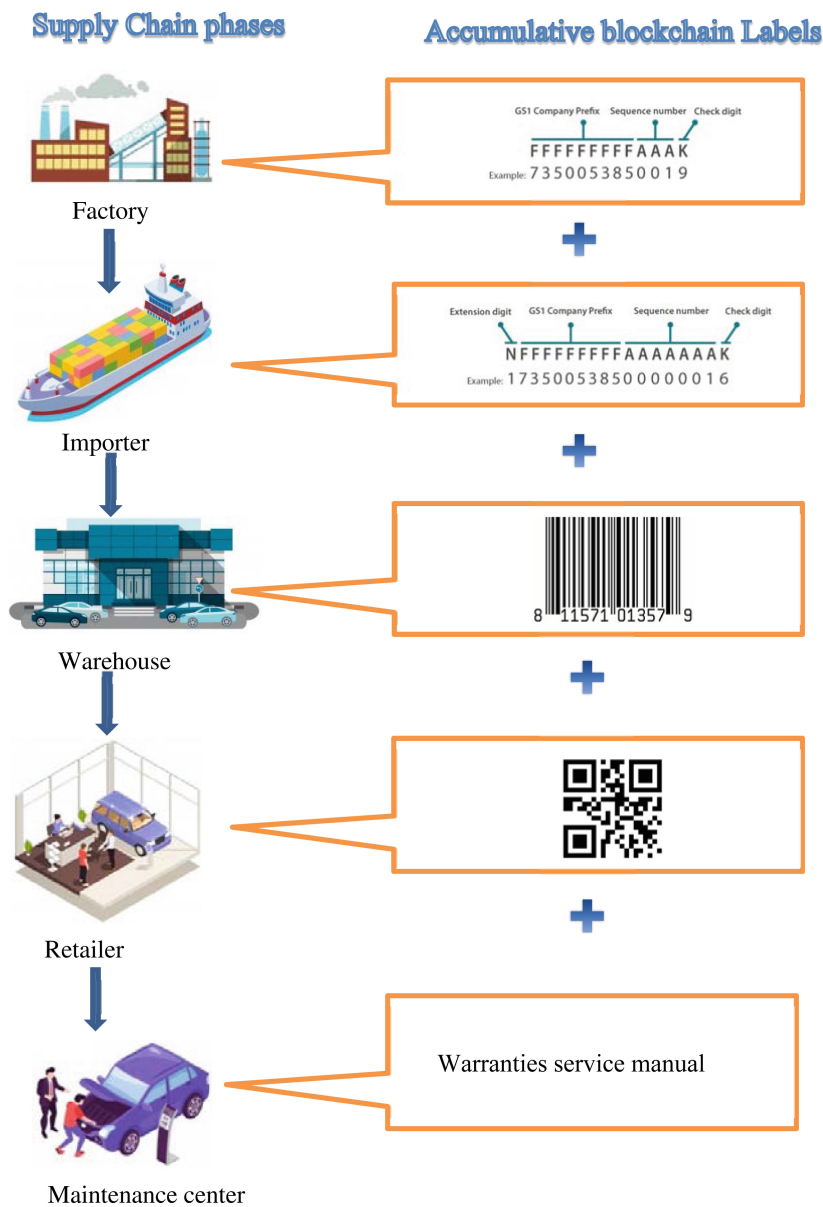 Supply Chain phases
Accumulative blockchain Labels
GS1 Company Prefix Sequence number Check digit
FFFFFFFFFAAAK
Example: 7350053850019
Factory
Extension digit GS1 Company Prefix Sequence number Check digit
NFFFFFFFFFAAAAAAAK
Example: 173500538500000016
Importer
8 11571 01357 9
Warehouse
Retailer
Warranties service manual
Maintenance center